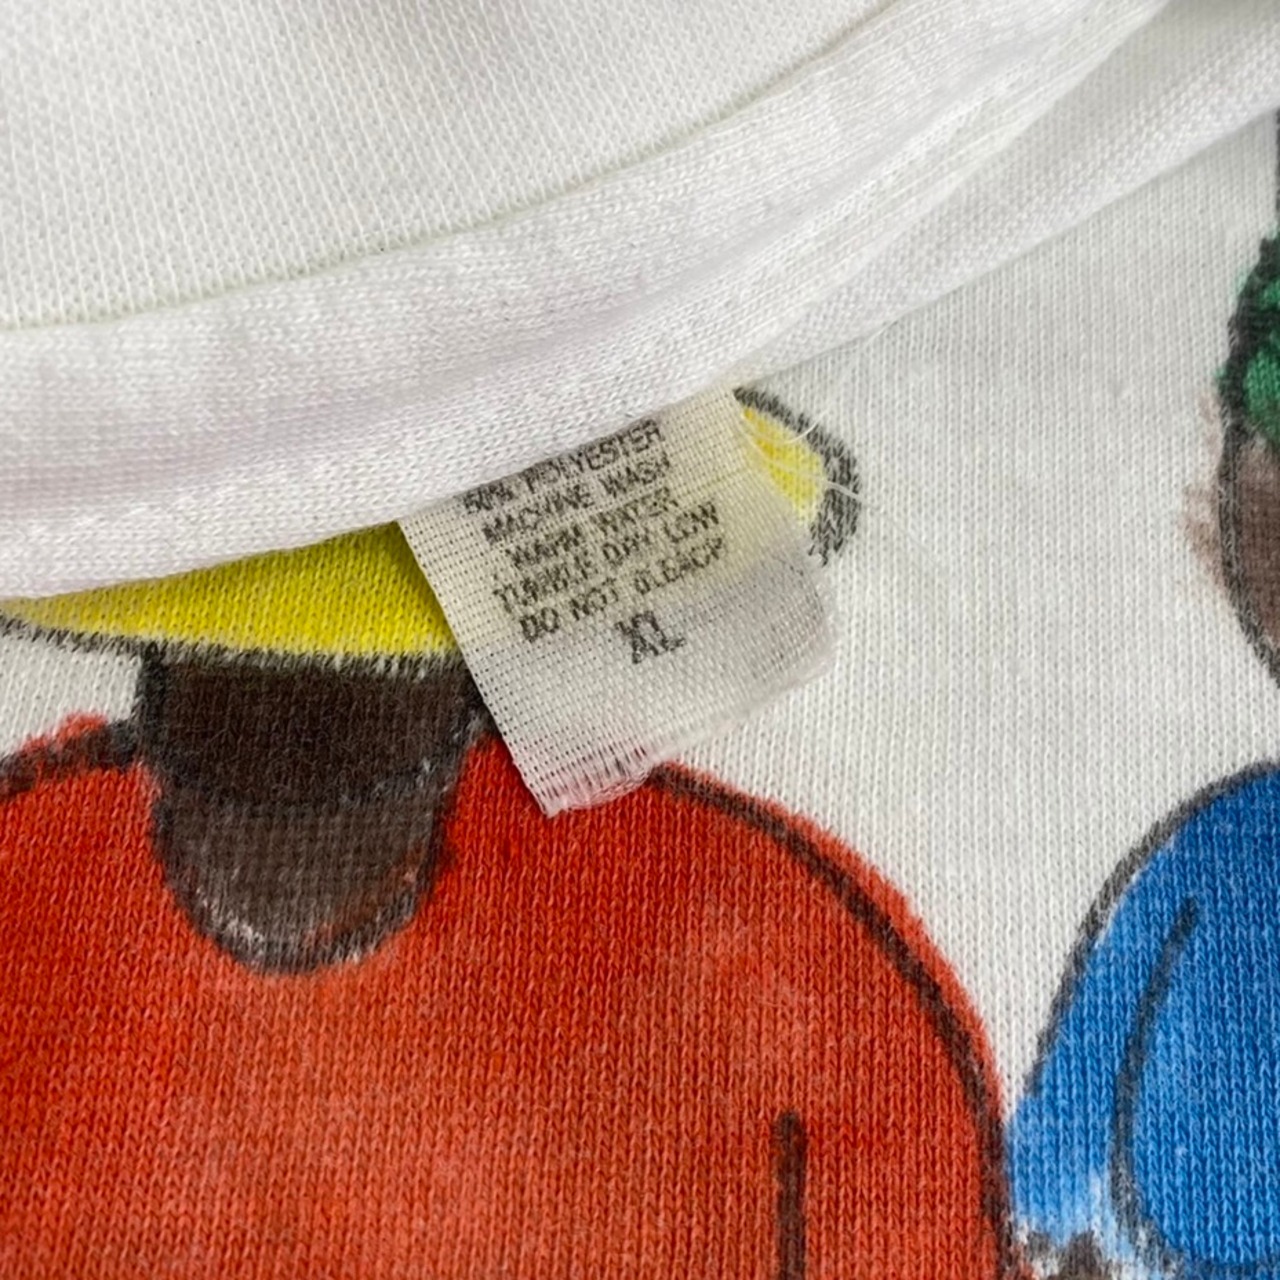 50% POLYESTER
MACHINE WASH
WARM WATER
TUMBLE DRY LOW
DO NOT BLEACH
XL